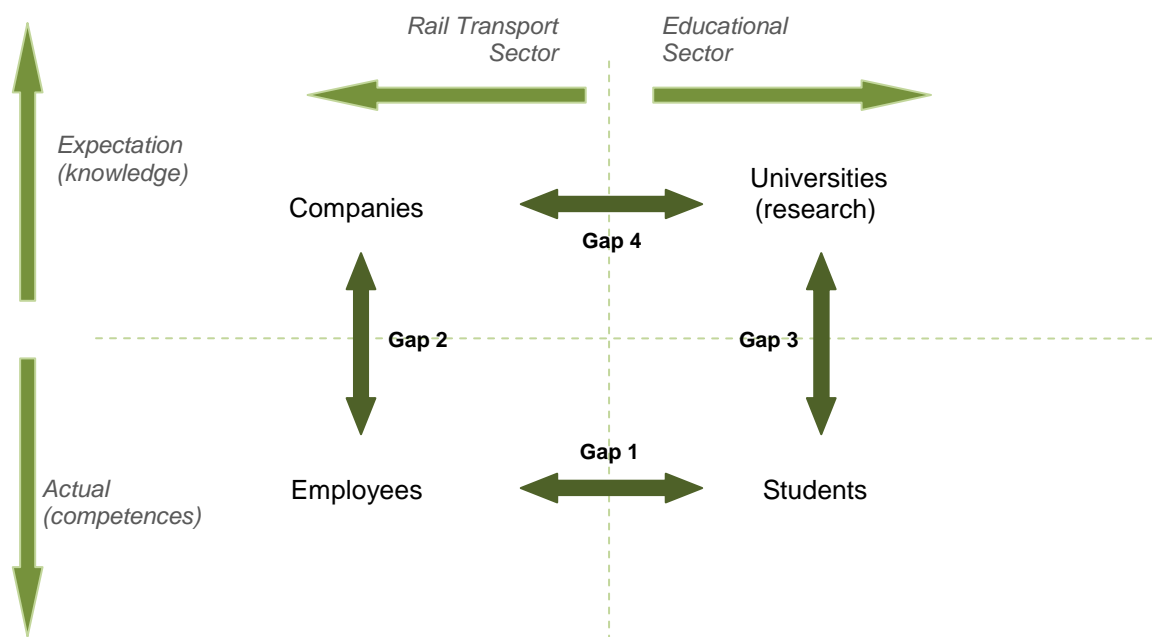 Rail Transport
Sector
Educational
Sector
Expectation
(knowledge)
Companies
Universities
(research)
Gap 4
Gap 2
Gap 3
Gap 1
Employees
Students
Actual
(competences)